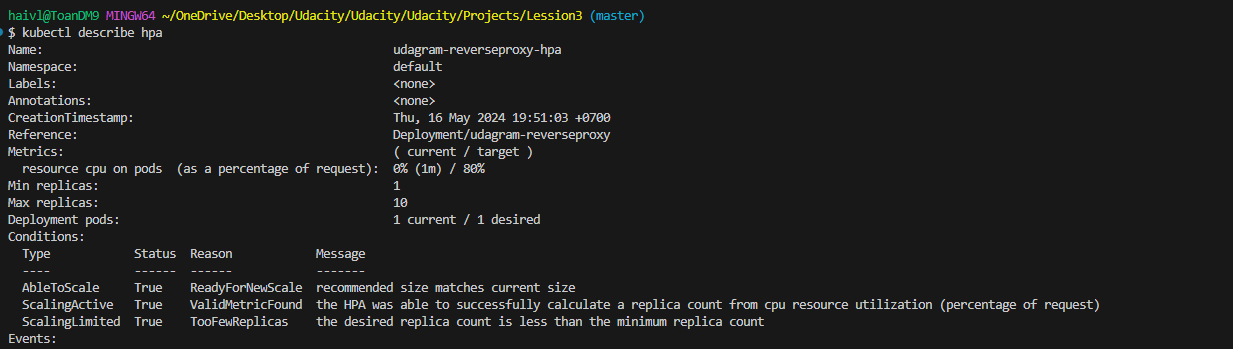 haivl@ToanDM9 MINGW64 ~/OneDrive/Desktop/Udacity/Udacity/Udacity/Projects/Lession3 (master)
$ kubectl describe hpa
Name: udagram-reverseproxy-hpa
Namespace: default
Labels: <none>
Annotations: <none>
CreationTimestamp: Thu, 16 May 2024 19:51:03 +0700
Reference: Deployment/udagram-reverseproxy
Metrics: ( current / target )
  resource cpu on pods  (as a percentage of request): 0% (1m) / 80%
Min replicas: 1
Max replicas: 10
Deployment pods: 1 current / 1 desired
Conditions:
  Type            Status  Reason            Message
  ----            ------  ------            -------
  AbleToScale     True    ReadyForNewScale  recommended size matches current size
  ScalingActive   True    ValidMetricFound  the HPA was able to successfully calculate a replica count from cpu resource utilization (percentage of request)
  ScalingLimited  True    TooFewReplicas    the desired replica count is less than the minimum replica count
Events: